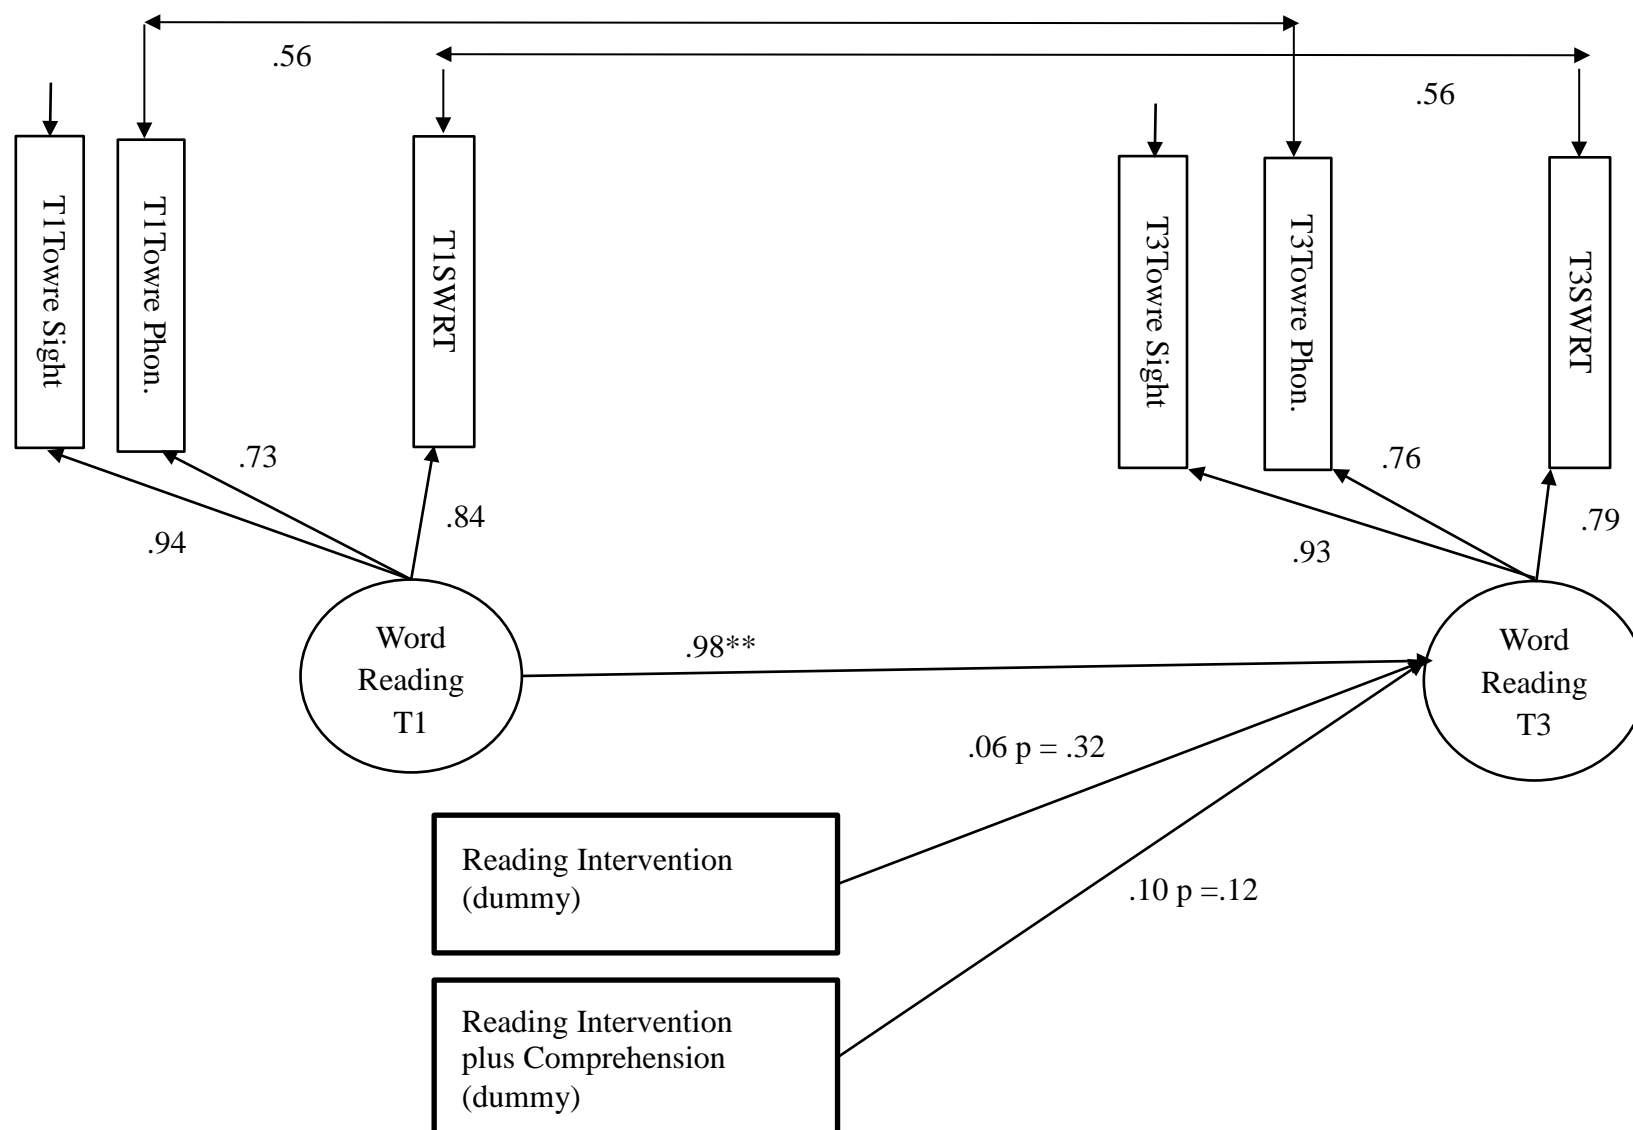 .56
.56
T1Towre Sight
T1Towre Phon.
T1SWRT
T3Towre Sight
T3Towre Phon.
T3SWRT
.73
.94
.84
.76
.93
.79
Word
Reading
T1
.98**
Word
Reading
T3
.06 p = .32
.10 p =.12
Reading Intervention
(dummy)
Reading Intervention
plus Comprehension
(dummy)